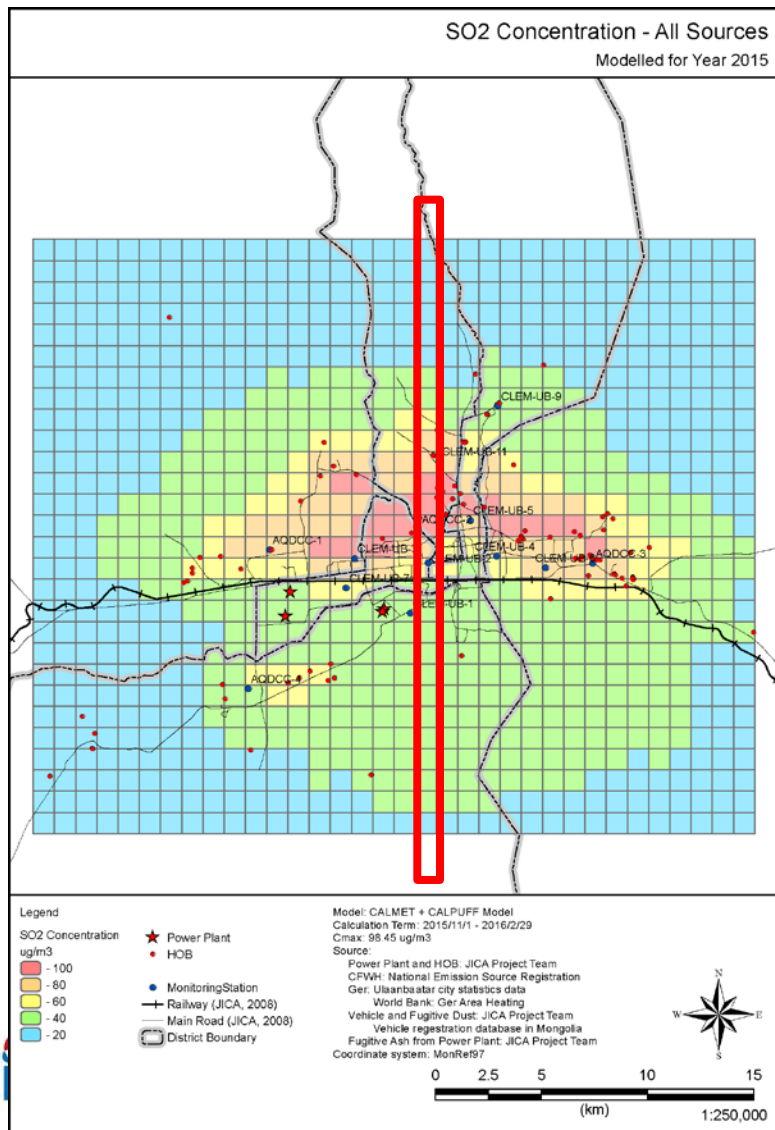 SO2 Concentration - All Sources
Modelled for Year 2015
CLEM-UB-9
CLEM-UB-11
CLEM-UB-5
AQDCC-1
CLEM-UB-4
AQDCC-3
CLEM-UB-1
Legend
SO2 Concentration
ug/m3
- 100
- 80
- 60
- 40
- 20
Power Plant
HOB
MonitoringStation
Railway (JICA, 2008)
Main Road (JICA, 2008)
District Boundary
Model: CALMET + CALPUFF Model
Calculation Term: 2015/11/1 - 2016/2/29
Cmax: 98.45 ug/m3
Source:
Power Plant and HOB: JICA Project Team
CFWH: National Emission Source Registration
Ger: Ulaanbaatar city statistics data
World Bank: Ger Area Heating
Vehicle and Fugitive Dust: JICA Project Team
Vehicle regestration database in Mongolia
Fugitive Ash from Power Plant: JICA Project Team
Coordinate system: MonRef97
N
W E
S
0 2.5 5 10 15
(km)
1:250,000